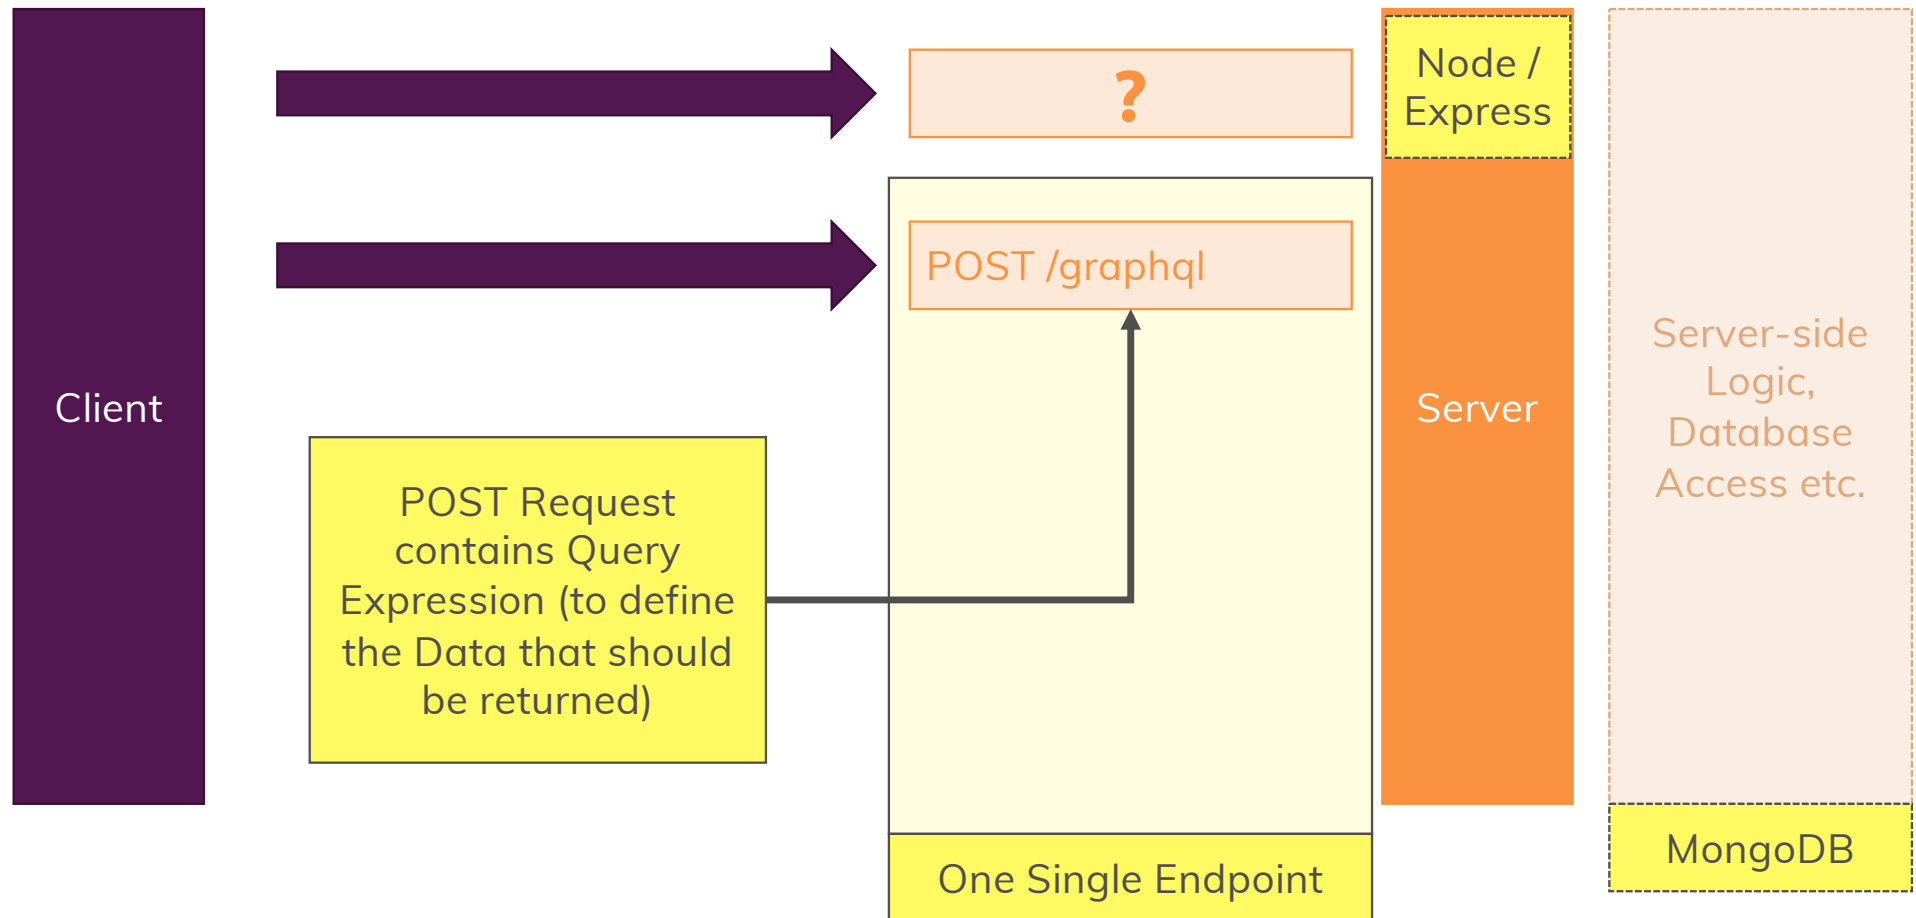 Client
?
POST /graphql
POST Request
contains Query
Expression (to define
the Data that should
be returned)
One Single Endpoint
Node /
Express
Server
Server-side
Logic,
Database
Access etc.
MongoDB